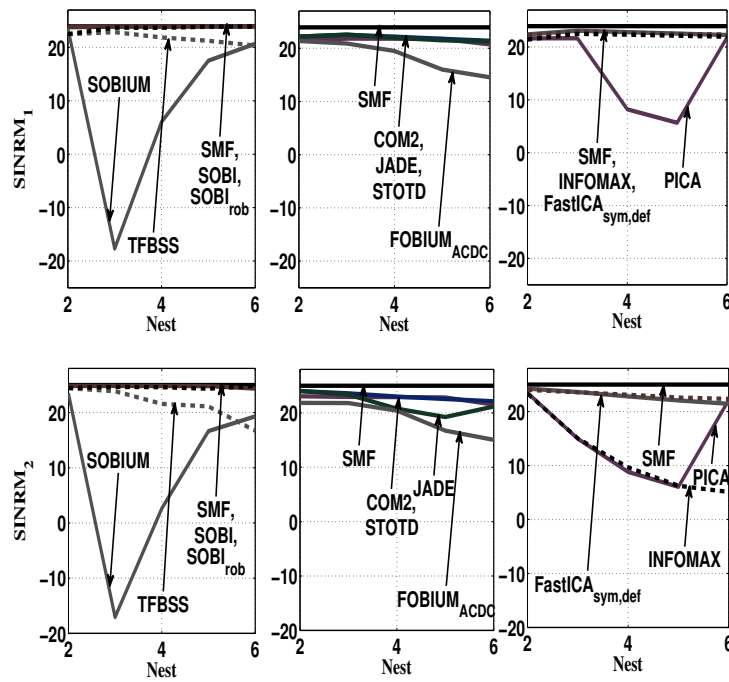 SINRM1
20
10
0
−10
−20
SOBIUM
SMF,
SOBI,
SOBIrob
TFBSS
2
4
6
Nest
20
10
0
−10
−20
SMF
COM2,
JADE,
STOTD
FOBIUMACDC
2
4
6
Nest
20
10
0
−10
−20
SMF,
INFOMAX,
FastICAsym,def
PICA
2
4
6
Nest
SINRM2
20
10
0
−10
−20
SOBIUM
SMF,
SOBI,
SOBIrob
TFBSS
2
4
6
Nest
20
10
0
−10
−20
SMF
JADE
COM2,
STOTD
FOBIUMACDC
2
4
6
Nest
20
10
0
−10
−20
SMF
PICA
INFOMAX
FastICAsym,def
2
4
6
Nest